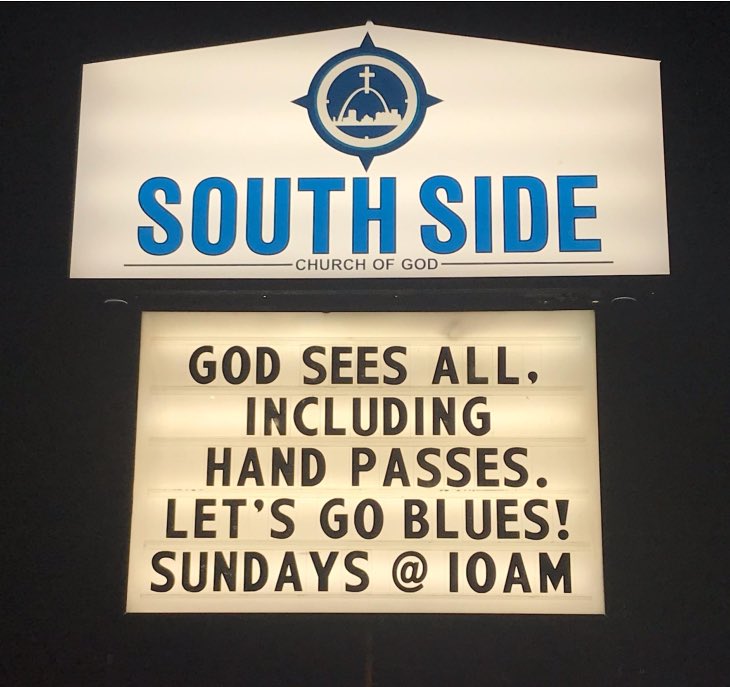 SOUTH SIDE
CHURCH OF GOD
GOD SEES ALL,
INCLUDING
HAND PASSES.
LET'S GO BLUES!
SUNDAYS @ 10AM